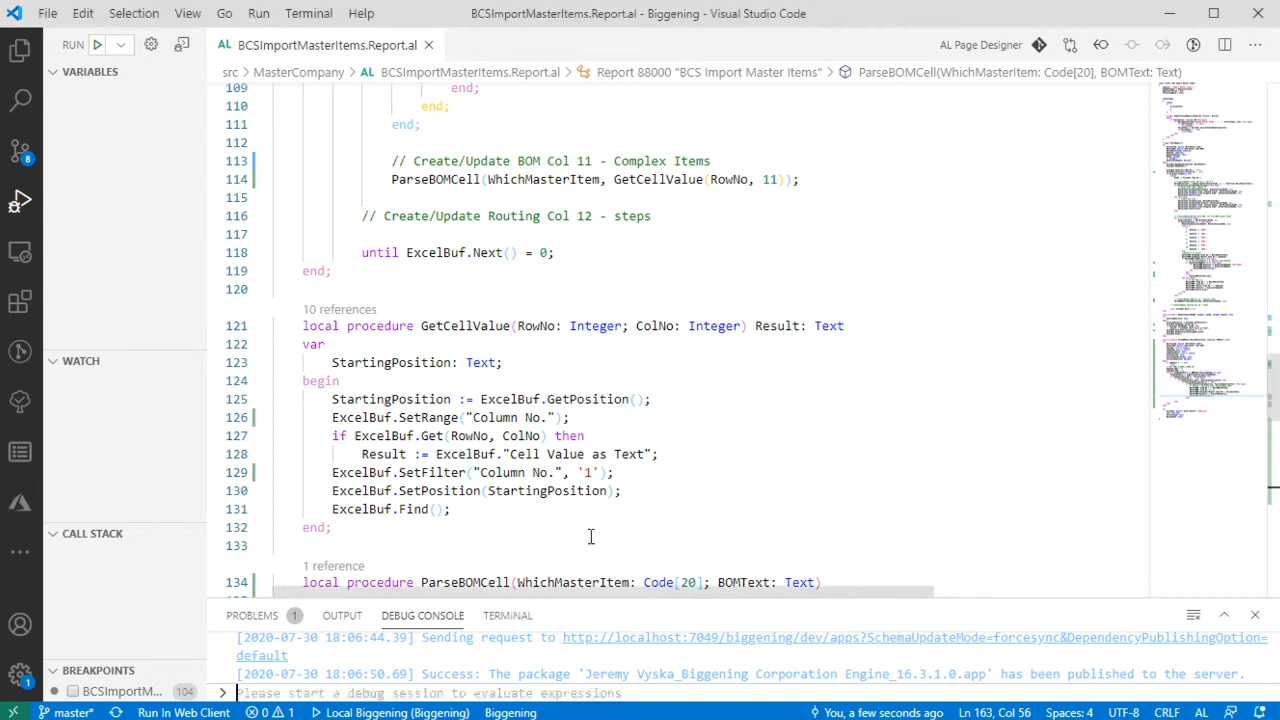 File Edit Selection View Go Run Terminal Help BCSImportMasterItems.Report.al - Biggening - Visual Studio Code
RUN
AL BCSImportMasterItems.Report.al
AL Page Designer
VARIABLES
src > MasterCompany > AL BCSImportMasterItems.Report.al > Report 88000 "BCS Import Master Items" > ParseBOMCell(WhichMasterItem: Code[20], BOMText: Text)
109 end;
110 end;
111 end;
112
113 // Create/Update BOM Col 11 - Complex Items
114 ParseBOMCell(WhichMasterItem, GetCellValue(RowNo, 11));
115
116 // Create/Update BOM 2 Col 12 - steps
117
118 until ExcelBuf.Next() = 0;
119 end;
120
10 references
121 local procedure GetCellValue(RowNo: Integer; ColNo: Integer) Result: Text
122 var
123 StartingPosition: Text;
124 begin
125 StartingPosition := ExcelBuf.GetPosition();
126 ExcelBuf.SetRange("Column No.");
127 if ExcelBuf.Get(RowNo, ColNo) then
128 Result := ExcelBuf."Cell Value as Text";
129 ExcelBuf.SetFilter("Column No.", '1');
130 ExcelBuf.SetPosition(StartingPosition);
131 ExcelBuf.Find();
132 end;
133
1 reference
134 local procedure ParseBOMCell(WhichMasterItem: Code[20]; BOMText: Text)
WATCH
CALL STACK
BREAKPOINTS
BCSImportM... 104
PROBLEMS 1 OUTPUT DEBUG CONSOLE TERMINAL
[2020-07-30 18:06:44.39] Sending request to http://localhost:7049/biggening/dev/apps?SchemaUpdateMode=forcesync&DependencyPublishingOption=
default
[2020-07-30 18:06:50.69] Success: The package 'Jeremy Vyska_Biggening Corporation Engine_16.3.1.0.app' has been published to the server.
Please start a debug session to evaluate expressions
8
1
master* Run In Web Client 0 1 Local Biggening (Biggening) Biggening You, a few seconds ago Ln 163, Col 56 Spaces: 4 UTF-8 CRLF AL